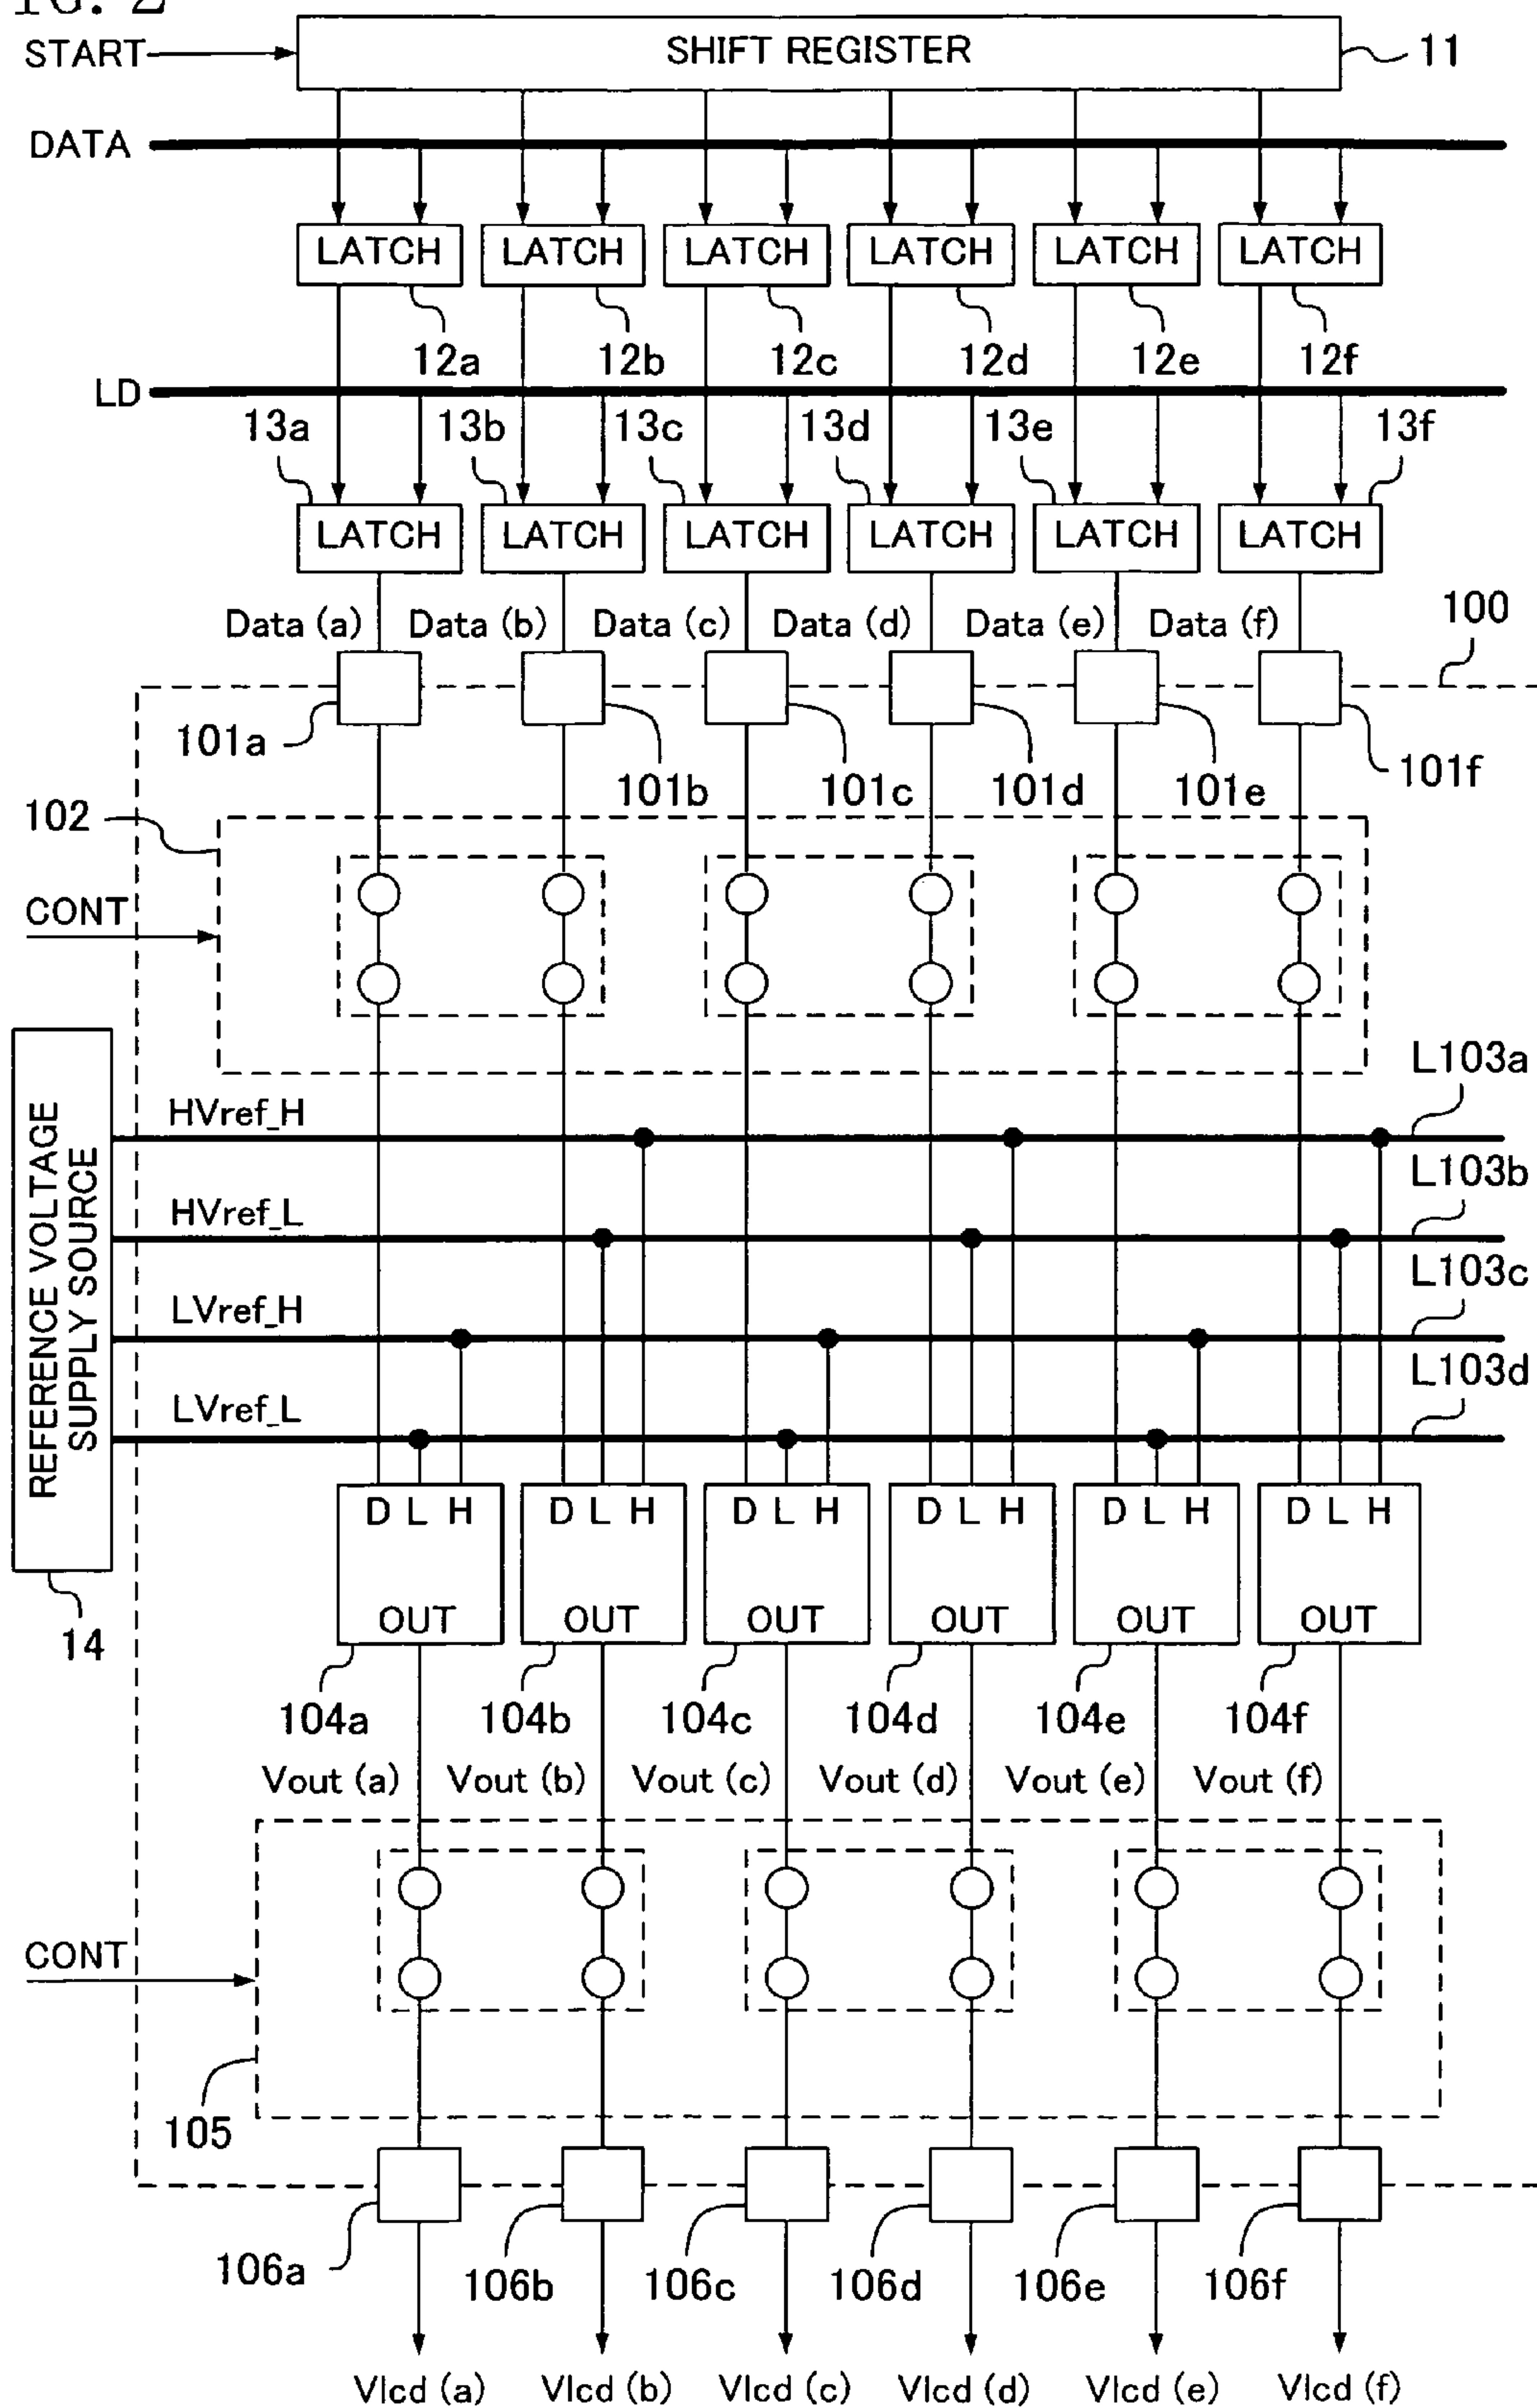 FIG. 2
START
SHIFT REGISTER
11
DATA
LATCH LATCH LATCH LATCH LATCH LATCH
12a 12b 12c 12d 12e 12f
LD
13a 13b 13c 13d 13e 13f
LATCH LATCH LATCH LATCH LATCH LATCH
Data (a) Data (b) Data (c) Data (d) Data (e) Data (f)
100
101a 101b 101c 101d 101e 101f
102
CONT
REFERENCE VOLTAGE
SUPPLY SOURCE
14
HVref_H
L103a
HVref_L
L103b
LVref_H
L103c
LVref_L
L103d
D L H D L H D L H D L H D L H D L H
OUT OUT OUT OUT OUT OUT
104a 104b 104c 104d 104e 104f
Vout (a) Vout (b) Vout (c) Vout (d) Vout (e) Vout (f)
CONT
105
106a 106b 106c 106d 106e 106f
Vlcd (a) Vlcd (b) Vlcd (c) Vlcd (d) Vlcd (e) Vlcd (f)